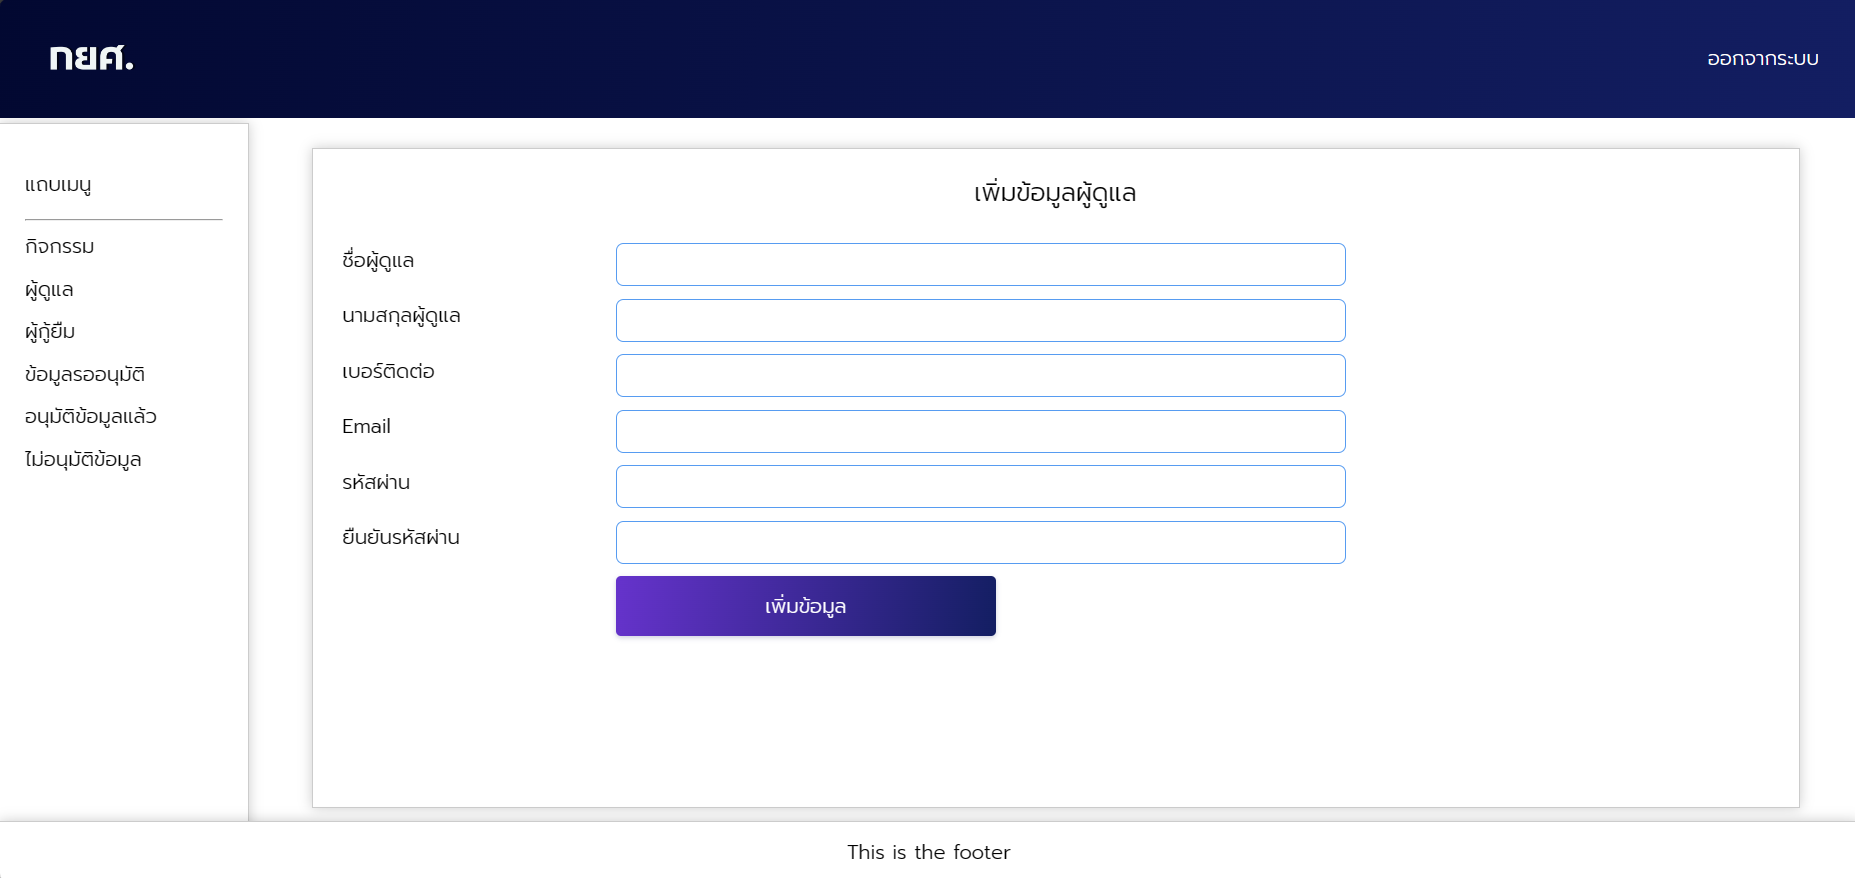 กยศ.
ออกจากระบบ
แถบเมนู
กิจกรรม
ผู้ดูแล
ผู้กู้ยืม
ข้อมูลรออนุมัติ
อนุมัติข้อมูลแล้ว
ไม่อนุมัติข้อมูล
เพิ่มข้อมูลผู้ดูแล
ชื่อผู้ดูแล
นามสกุลผู้ดูแล
เบอร์ติดต่อ
Email
รหัสผ่าน
ยืนยันรหัสผ่าน
เพิ่มข้อมูล
This is the footer